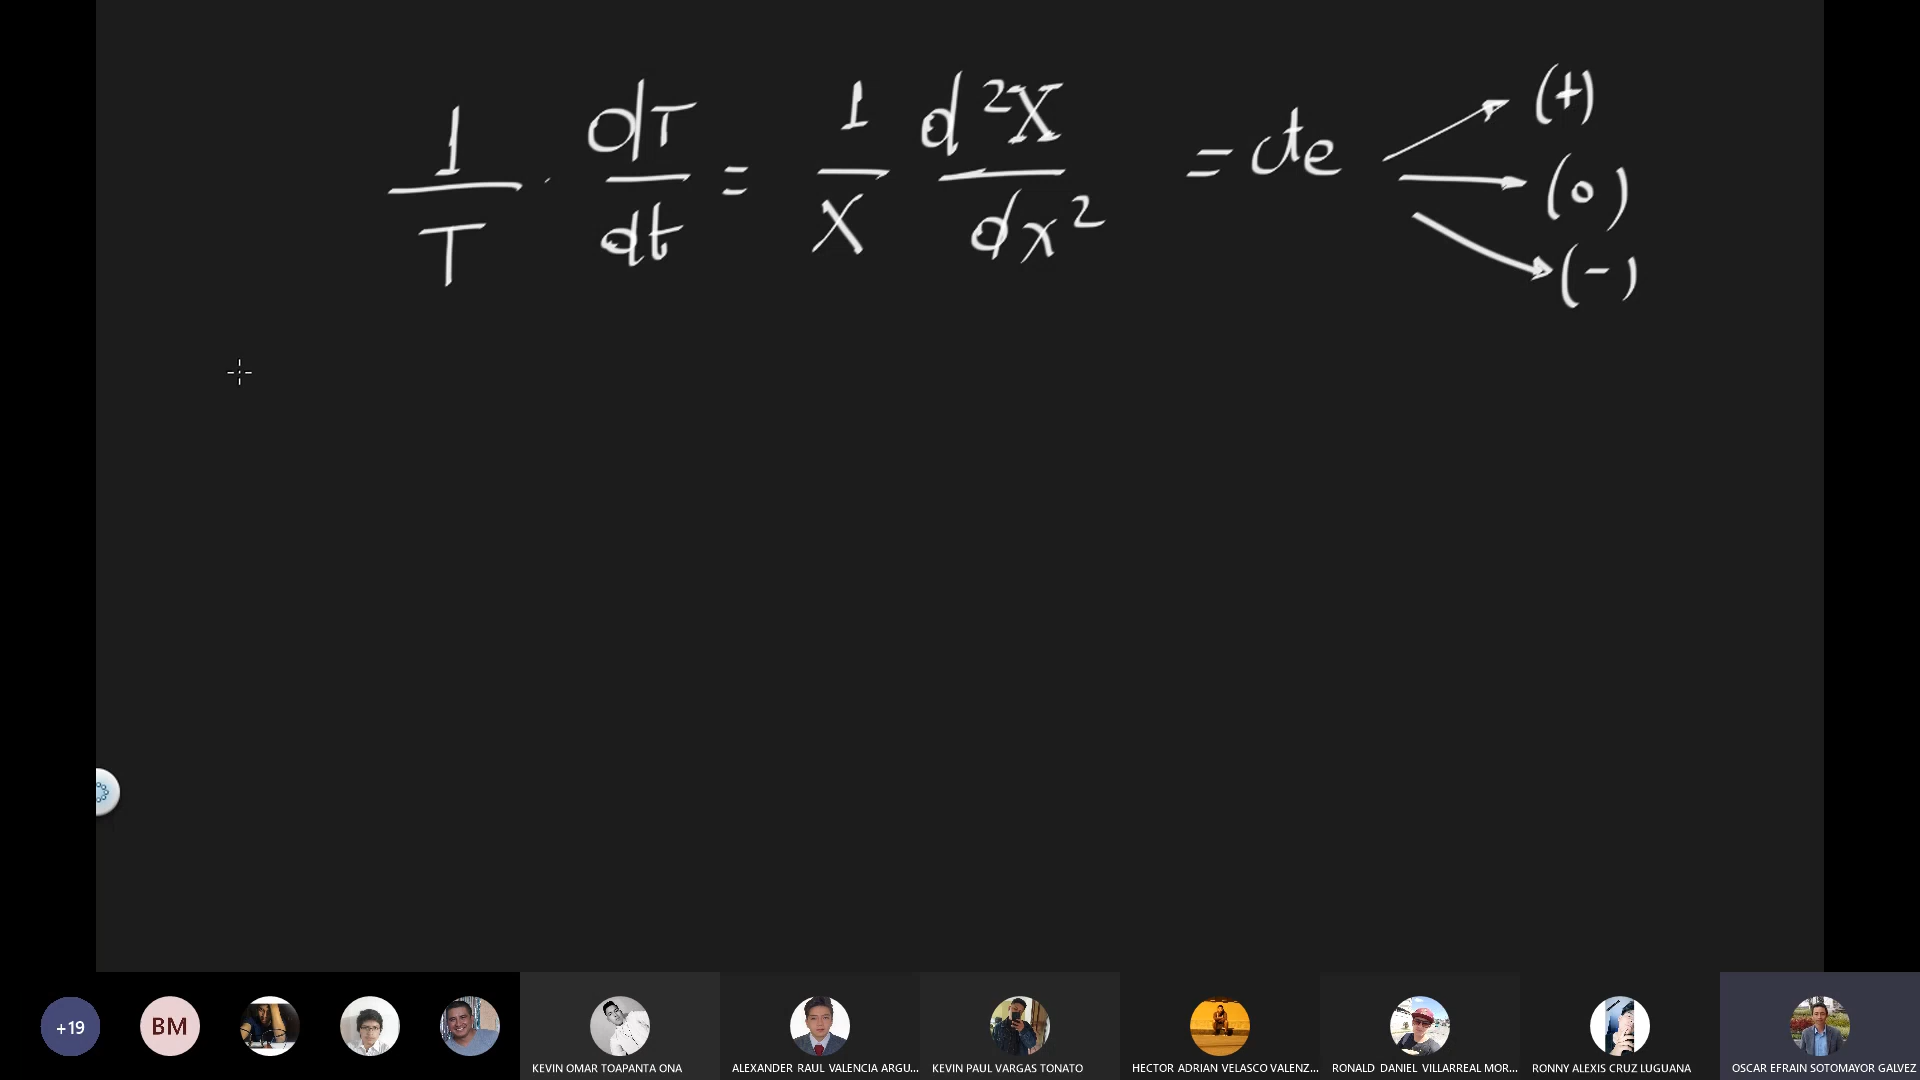 1/T · dT/dt = 1/X d²X/dx² = cte (+)
(0)
(-)
+19
BM
KEVIN OMAR TOAPANTA ONA
ALEXANDER RAUL VALENCIA ARGU...
KEVIN PAUL VARGAS TONATO
HECTOR ADRIAN VELASCO VALENZ...
RONALD DANIEL VILLARREAL MOR...
RONNY ALEXIS CRUZ LUGUANA
OSCAR EFRAIN SOTOMAYOR GALVEZ